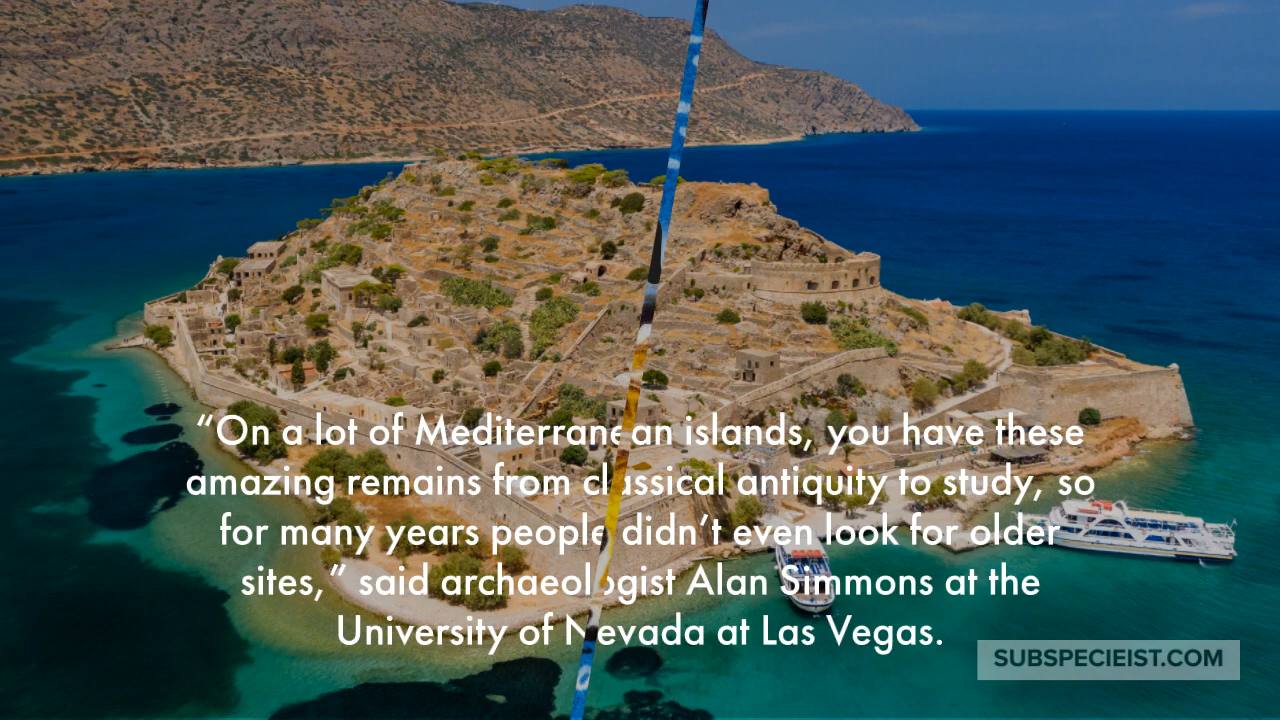 “On a lot of Mediterranean islands, you have these
amazing remains from classical antiquity to study, so
for many years people didn’t even look for older
sites,” said archaeologist Alan Simmons at the
University of Nevada at Las Vegas.
SUBSPECIEIST.COM